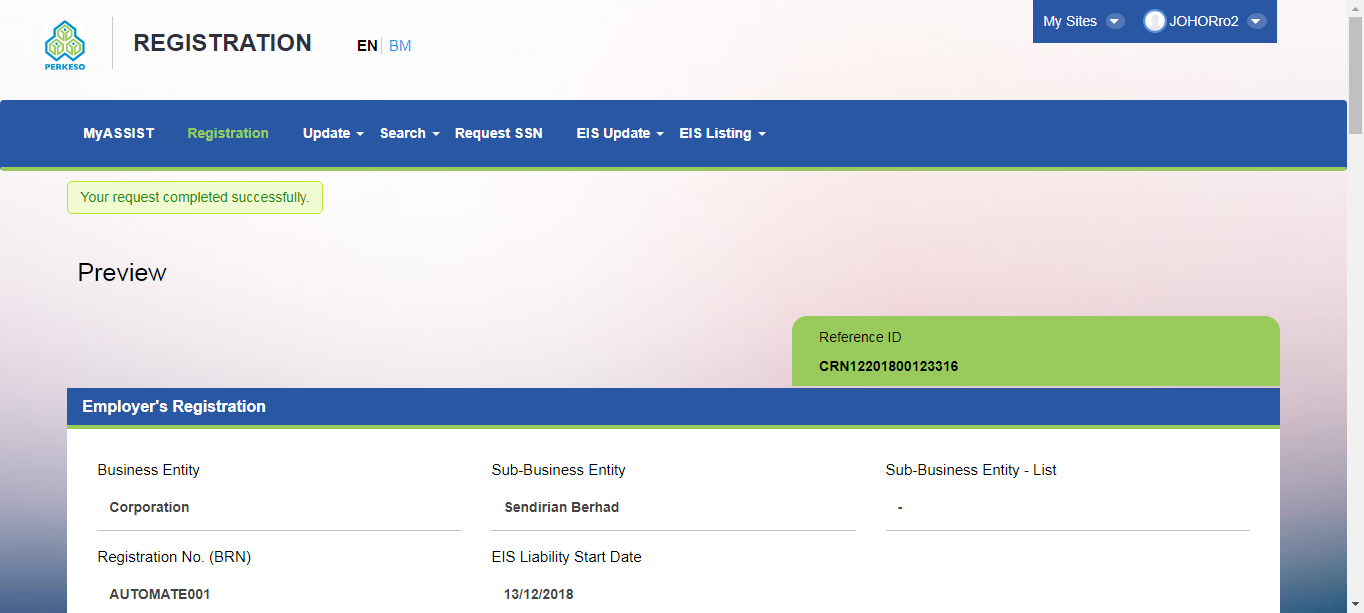 PERKESO
REGISTRATION
EN BM
My Sites
JOHORro2
MyASSIST Registration Update Search Request SSN EIS Update EIS Listing
Your request completed successfully.
Preview
Reference ID
CRN12201800123316
Employer's Registration
Business Entity Sub-Business Entity Sub-Business Entity - List
Corporation Sendirian Berhad -
Registration No. (BRN) EIS Liability Start Date
AUTOMATE001 13/12/2018